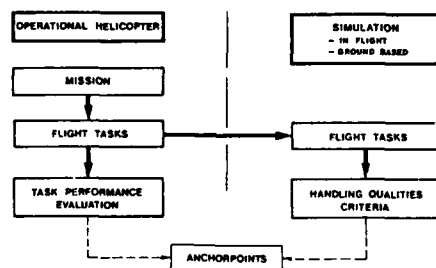 OPERATIONAL HELICOPTER
SIMULATION
- IN FLIGHT
- GROUND BASED
MISSION
FLIGHT TASKS
FLIGHT TASKS
TASK PERFORMANCE
EVALUATION
HANDLING QUALITIES
CRITERIA
ANCHORPOINTS